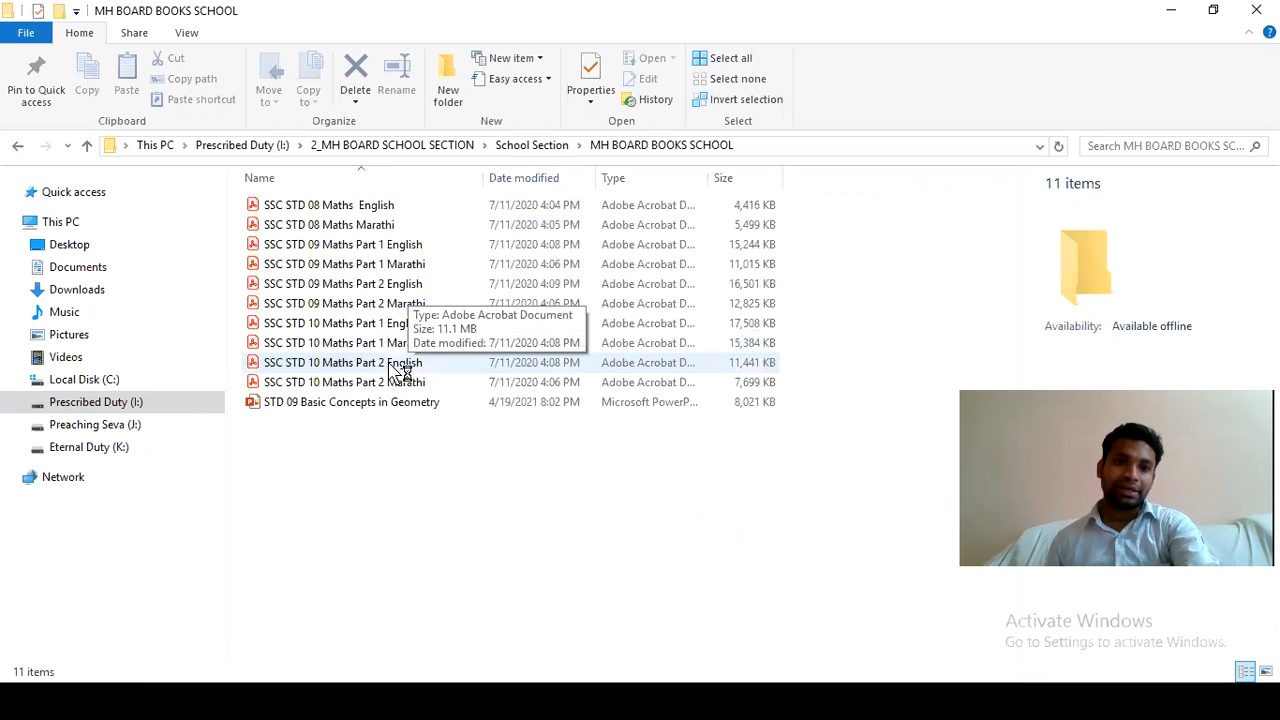 MH BOARD BOOKS SCHOOL
File Home Share View
Pin to Quick access
Copy
Paste
Cut
Copy path
Paste shortcut
Move to
Copy to
Delete
Rename
New folder
New item
Easy access
Properties
Open
Edit
History
Select all
Select none
Invert selection
Clipboard Organize New Open Select
This PC Prescribed Duty (I:) 2_MH BOARD SCHOOL SECTION School Section MH BOARD BOOKS SCHOOL
Search MH BOARD BOOKS SC...
Quick access
This PC
Desktop
Documents
Downloads
Music
Pictures
Videos
Local Disk (C:)
Prescribed Duty (I:)
Preaching Seva (J:)
Eternal Duty (K:)
Network
Name Date modified Type Size
SSC STD 08 Maths  English 7/11/2020 4:04 PM Adobe Acrobat D... 4,416 KB
SSC STD 08 Maths Marathi 7/11/2020 4:05 PM Adobe Acrobat D... 5,499 KB
SSC STD 09 Maths Part 1 English 7/11/2020 4:08 PM Adobe Acrobat D... 15,244 KB
SSC STD 09 Maths Part 1 Marathi 7/11/2020 4:06 PM Adobe Acrobat D... 11,015 KB
SSC STD 09 Maths Part 2 English 7/11/2020 4:09 PM Adobe Acrobat D... 16,501 KB
SSC STD 09 Maths Part 2 Marathi 7/11/2020 4:06 PM Adobe Acrobat D... 12,825 KB
SSC STD 10 Maths Part 1 Engl Adobe Acrobat D... 17,508 KB
SSC STD 10 Maths Part 1 Mar 7/11/2020 4:08 PM Adobe Acrobat D... 15,384 KB
SSC STD 10 Maths Part 2 English 7/11/2020 4:08 PM Adobe Acrobat D... 11,441 KB
SSC STD 10 Maths Part 2 Marathi 7/11/2020 4:06 PM Adobe Acrobat D... 7,699 KB
STD 09 Basic Concepts in Geometry 4/19/2021 8:02 PM Microsoft PowerP... 8,021 KB
Type: Adobe Acrobat Document
Size: 11.1 MB
Date modified: 7/11/2020 4:08 PM
11 items
Availability: Available offline
Activate Windows
Go to Settings to activate Windows.
11 items